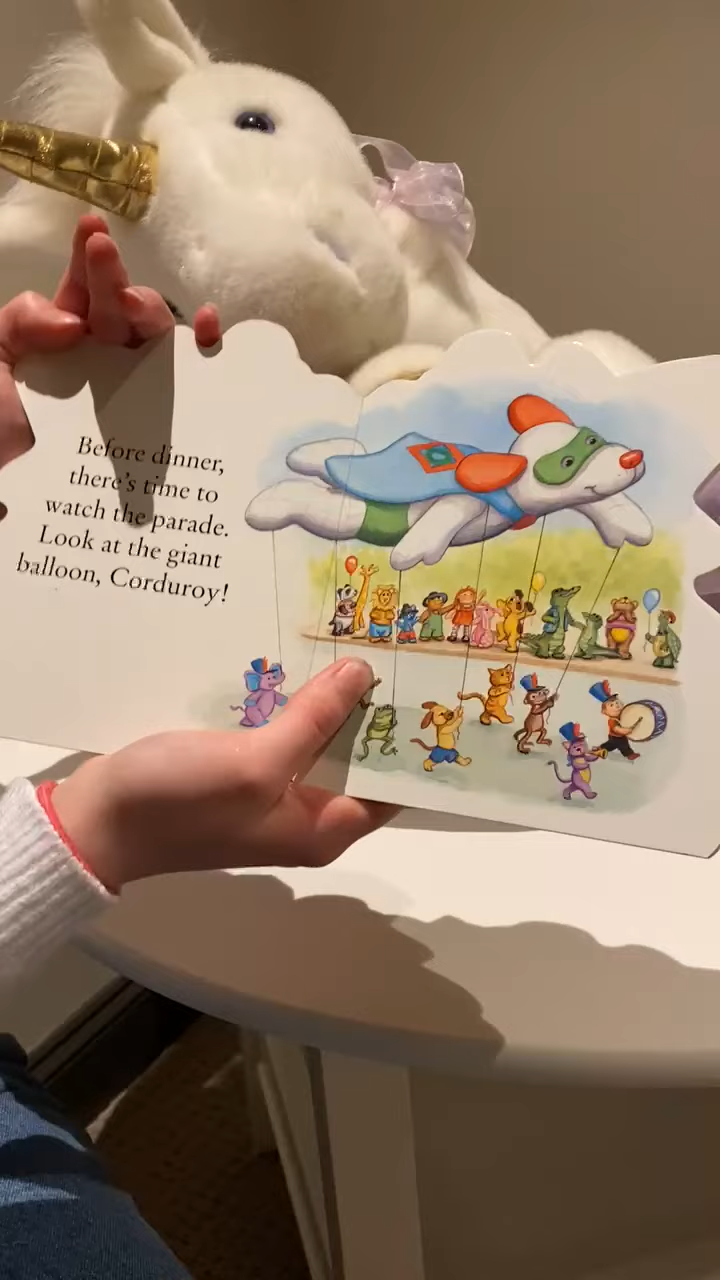 Before dinner,
there's time to
watch the parade.
Look at the giant
balloon, Corduroy!